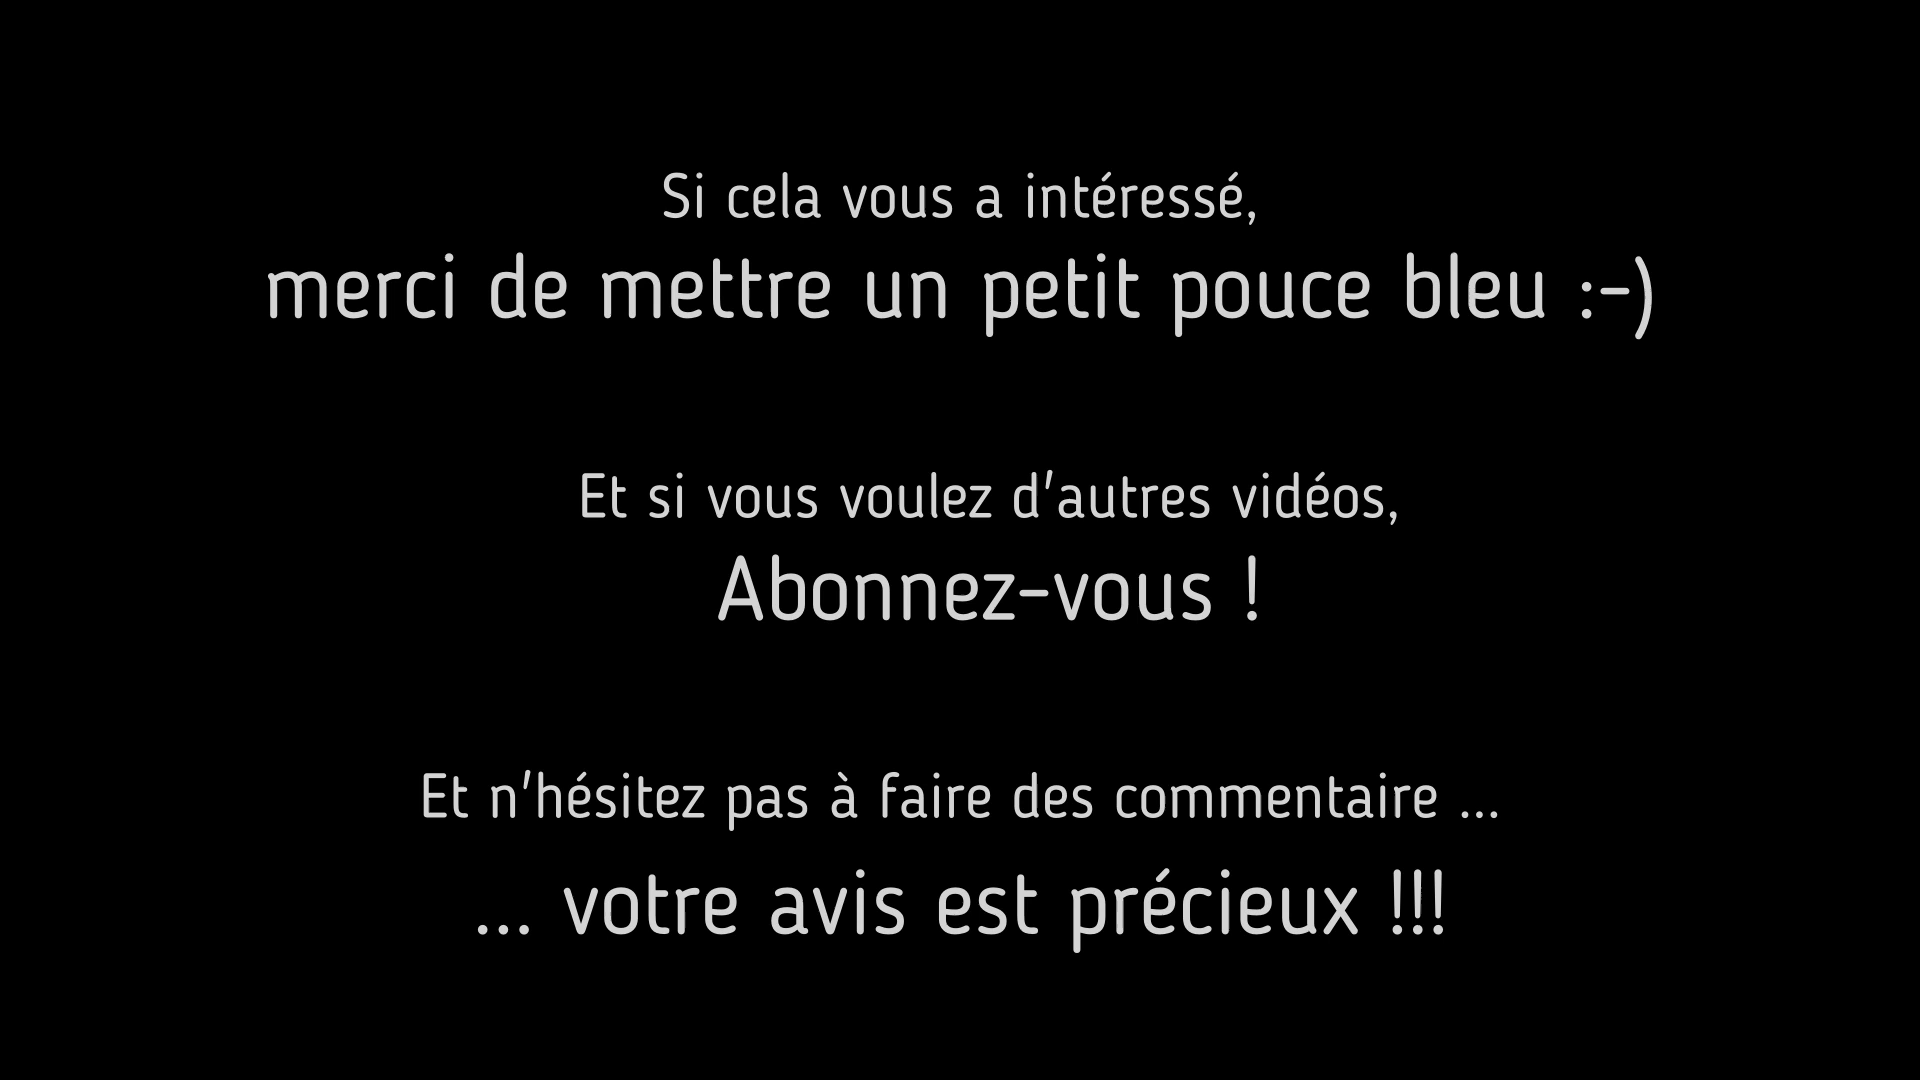 Si cela vous a intéressé,
merci de mettre un petit pouce bleu :-)
Et si vous voulez d'autres vidéos,
Abonnez-vous !
Et n'hésitez pas à faire des commentaire ...
... votre avis est précieux !!!